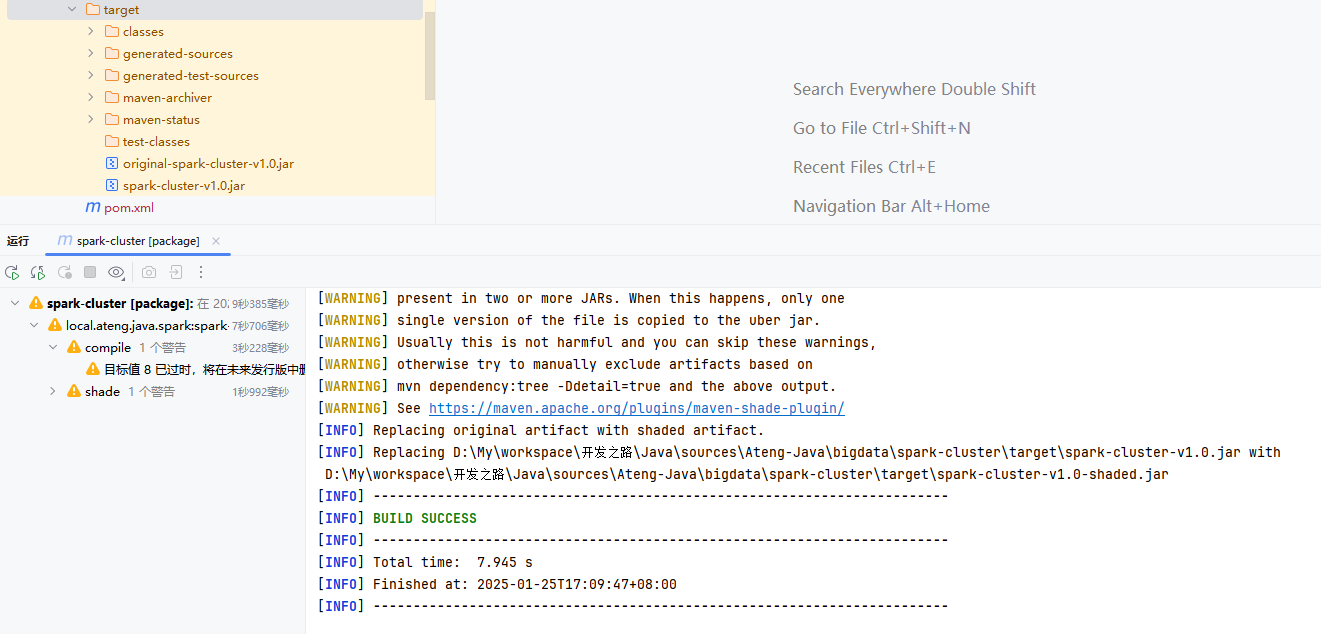 target
classes
generated-sources
generated-test-sources
maven-archiver
maven-status
test-classes
original-spark-cluster-v1.0.jar
spark-cluster-v1.0.jar
m pom.xml
Search Everywhere Double Shift
Go to File Ctrl+Shift+N
Recent Files Ctrl+E
Navigation Bar Alt+Home
运行 m spark-cluster [package]
spark-cluster [package]: 在 9秒385毫秒
local.ateng.java.spark:spark- 7秒706毫秒
compile 1 个警告 3秒228毫秒
目标值 8 已过时，将在未来发行版中
shade 1 个警告 1秒992毫秒
[WARNING] present in two or more JARs. When this happens, only one
[WARNING] single version of the file is copied to the uber jar.
[WARNING] Usually this is not harmful and you can skip these warnings,
[WARNING] otherwise try to manually exclude artifacts based on
[WARNING] mvn dependency:tree -Ddetail=true and the above output.
[WARNING] See https://maven.apache.org/plugins/maven-shade-plugin/
[INFO] Replacing original artifact with shaded artifact.
[INFO] Replacing D:\My\workspace\开发之路\Java\sources\Ateng-Java\bigdata\spark-cluster\target\spark-cluster-v1.0.jar with
D:\My\workspace\开发之路\Java\sources\Ateng-Java\bigdata\spark-cluster\target\spark-cluster-v1.0-shaded.jar
[INFO] ------------------------------------------------------------------------
[INFO] BUILD SUCCESS
[INFO] ------------------------------------------------------------------------
[INFO] Total time:  7.945 s
[INFO] Finished at: 2025-01-25T17:09:47+08:00
[INFO] ------------------------------------------------------------------------